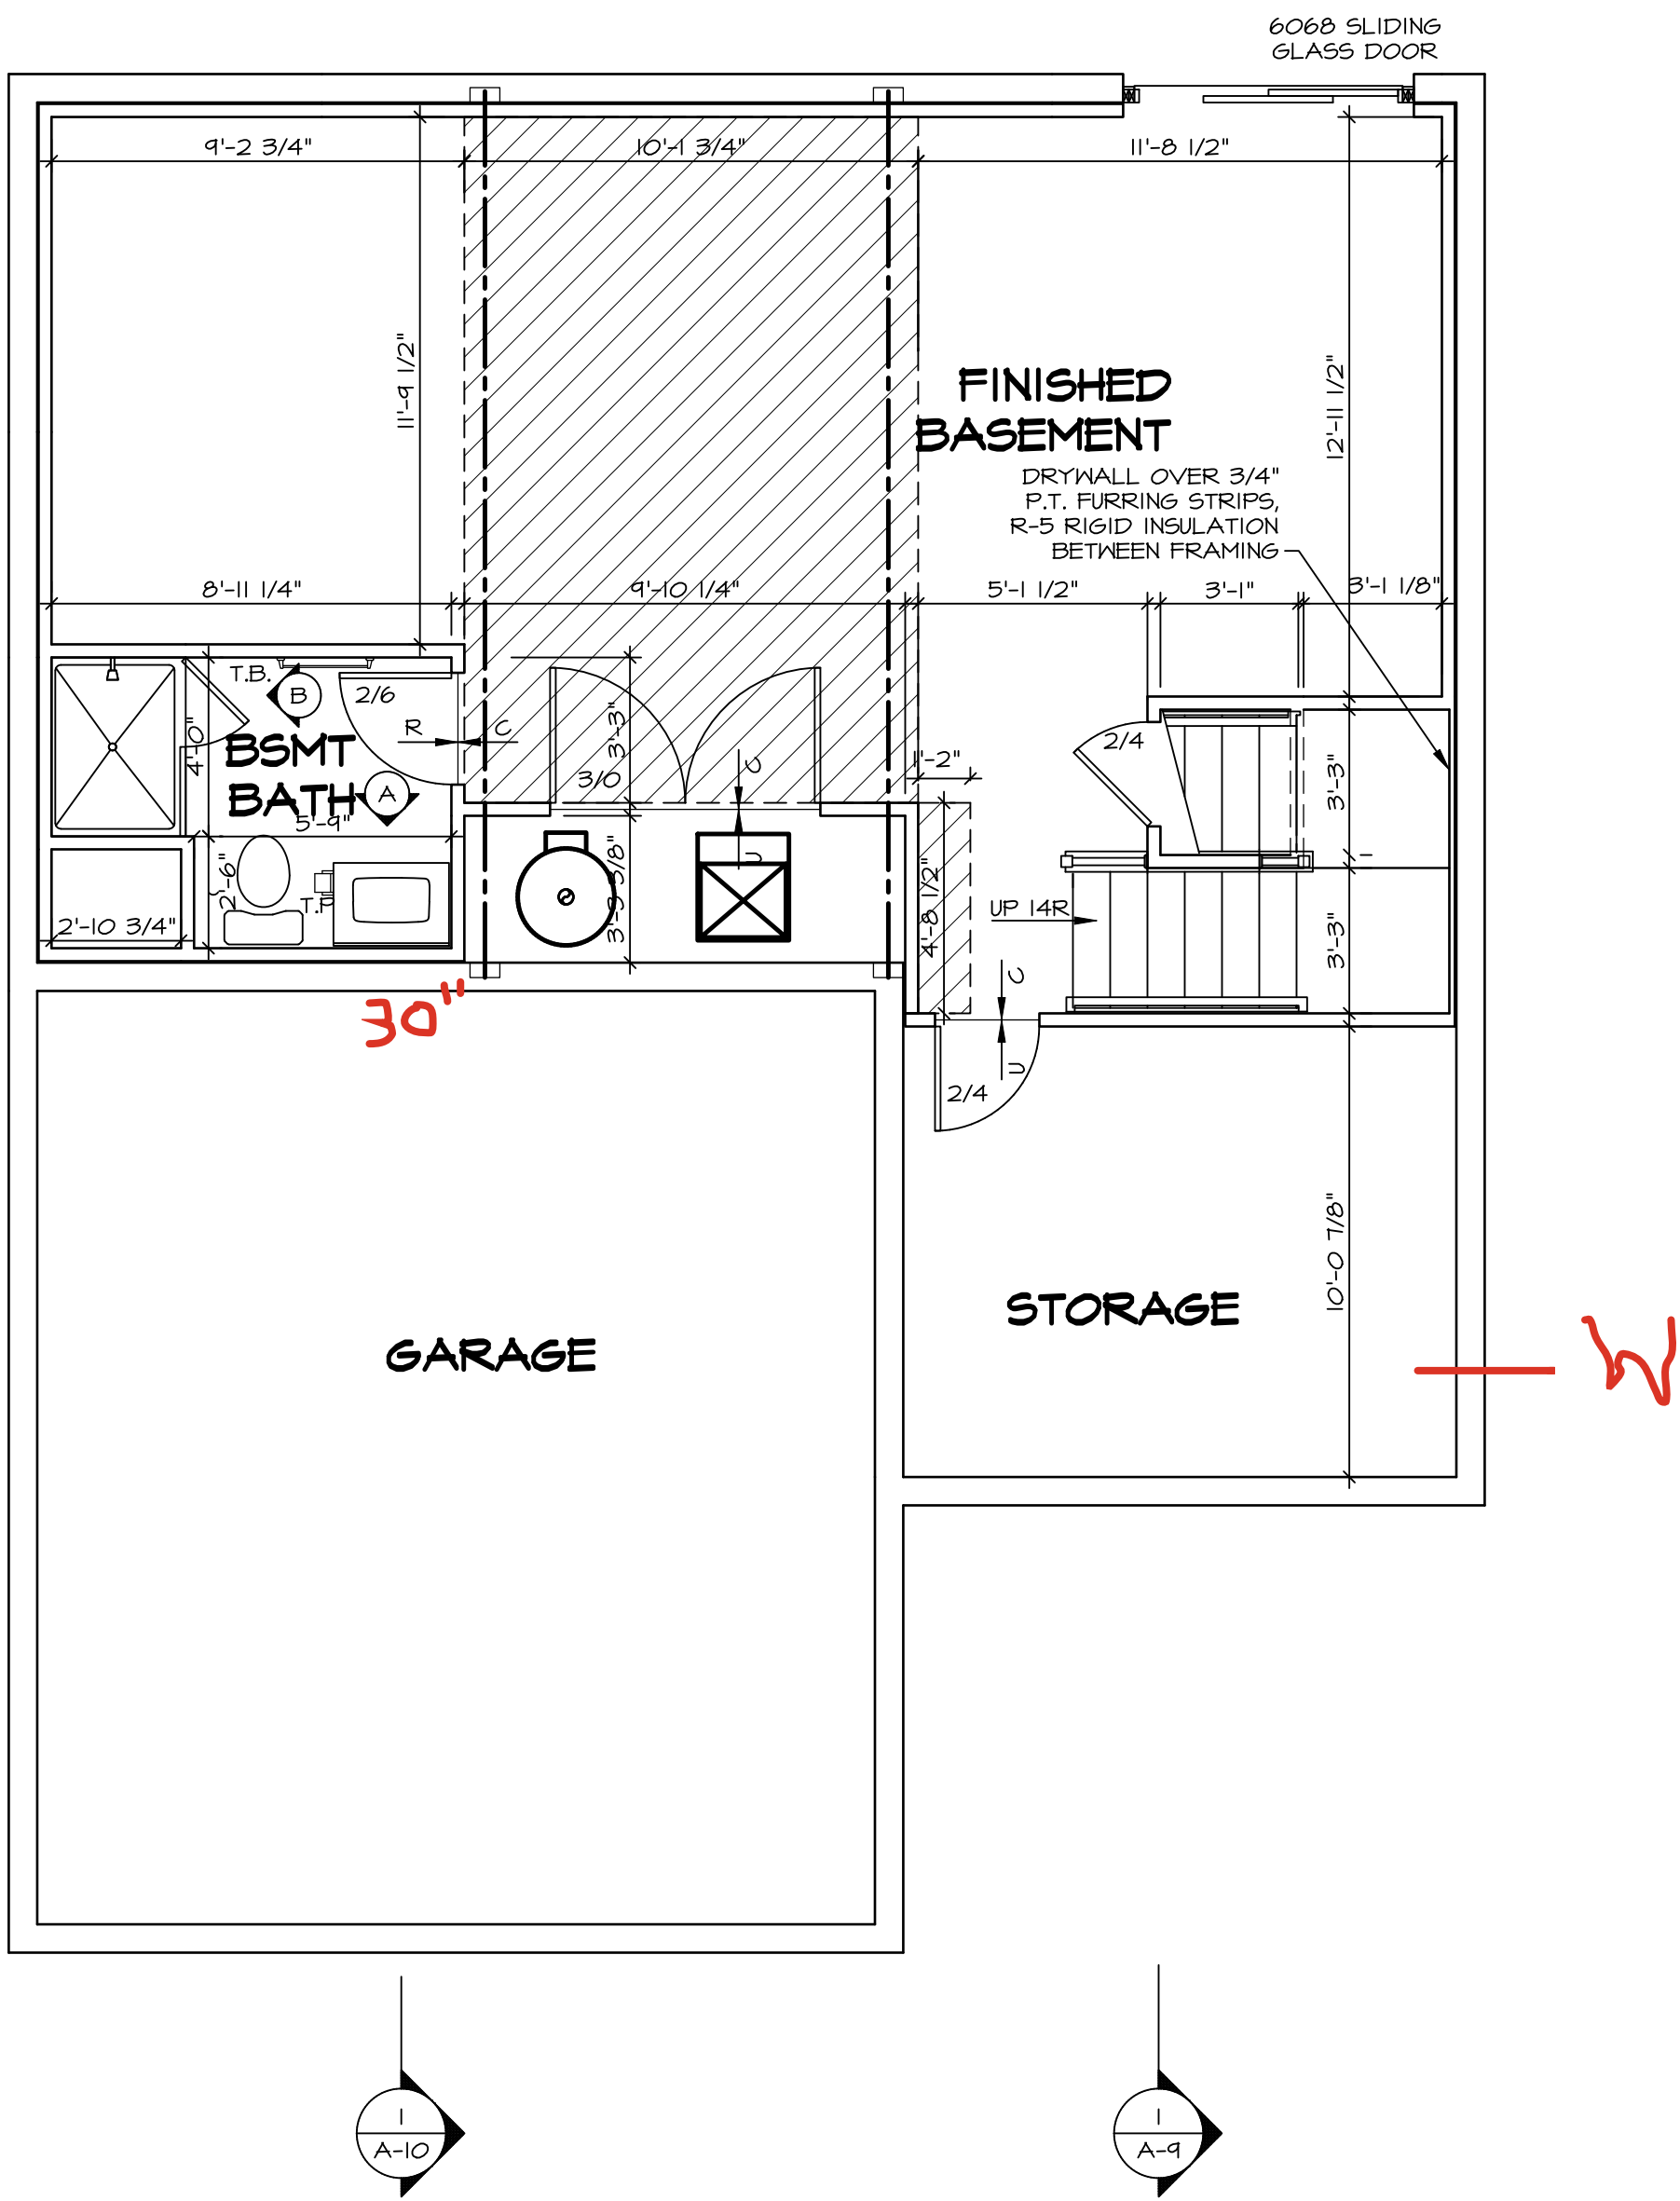 6068 SLIDING
GLASS DOOR
9'-2 3/4"
10'-1 3/4"
11'-8 1/2"
11'-9 1/2"
12'-11 1/2"
FINISHED
BASEMENT
DRYWALL OVER 3/4"
P.T. FURRING STRIPS,
R-5 RIGID INSULATION
BETWEEN FRAMING
8'-11 1/4"
9'-10 1/4"
5'-1 1/2"
3'-1"
3'-1 1/8"
T.B.
B
2/6
R
C
4'-0"
BSMT
BATH
A
5'-9"
3'-3"
3/0
C
U
1'-2"
2/4
3'-3"
2'-6"
T.P
2'-10 3/4"
3'-3 3/8"
4'-8 1/2"
UP 14R
3'-3"
C
U
2/4
30"
10'-0 7/8"
STORAGE
GARAGE
1
A-10
1
A-9